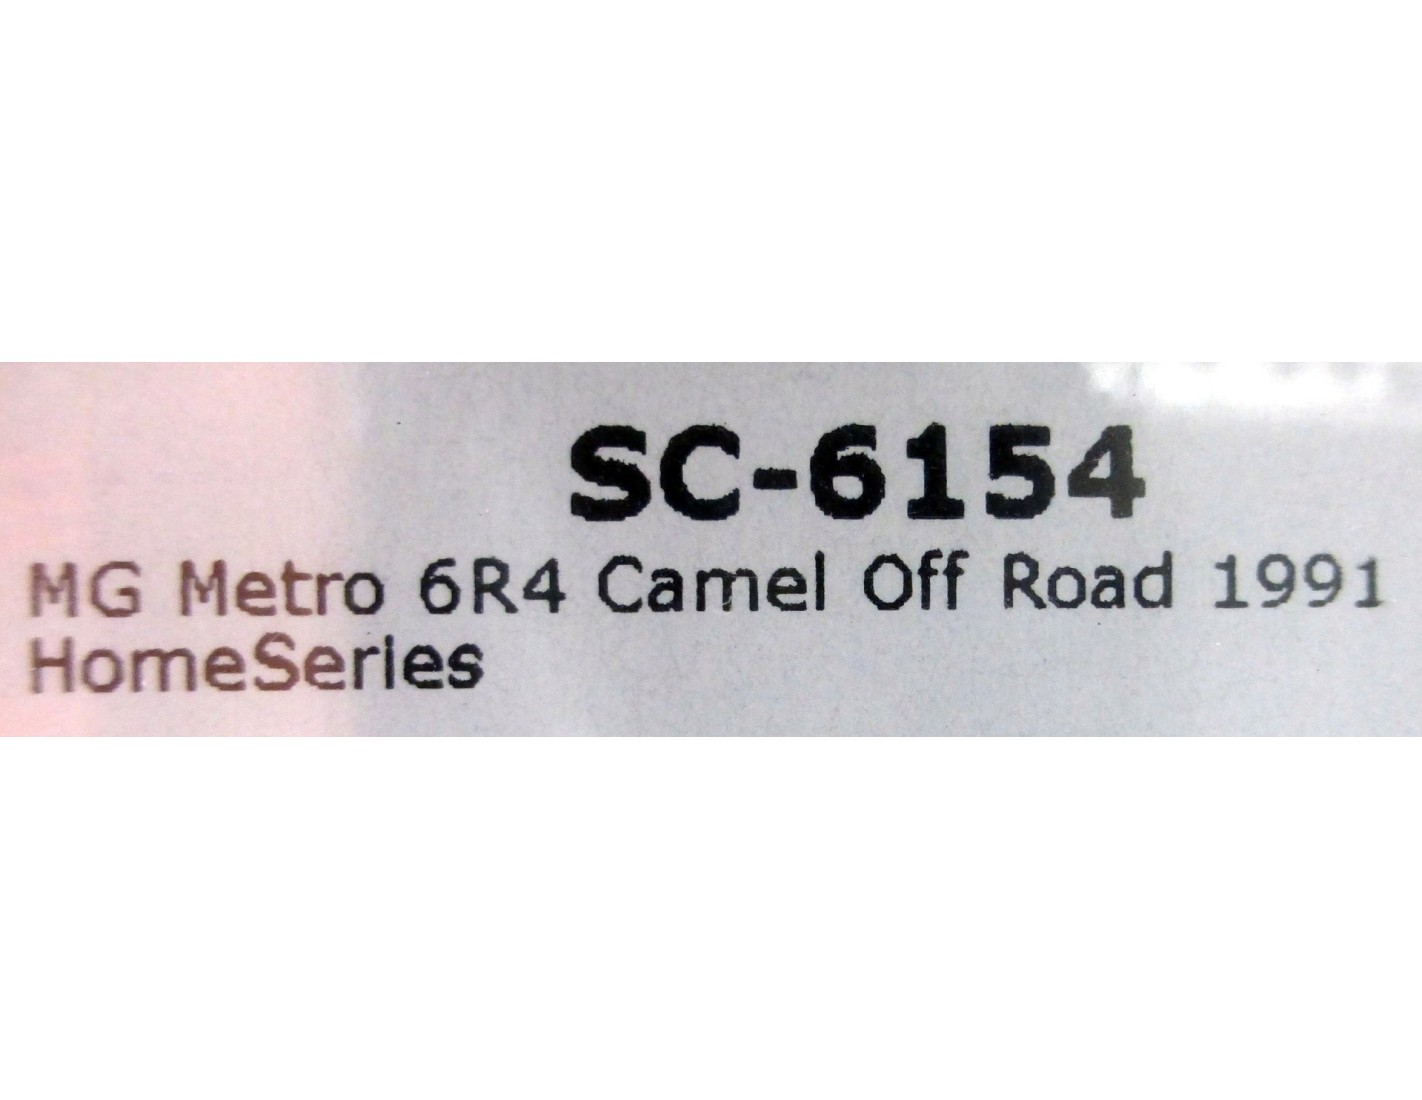 SC-6154
MG Metro 6R4 Camel Off Road 1991
HomeSeries